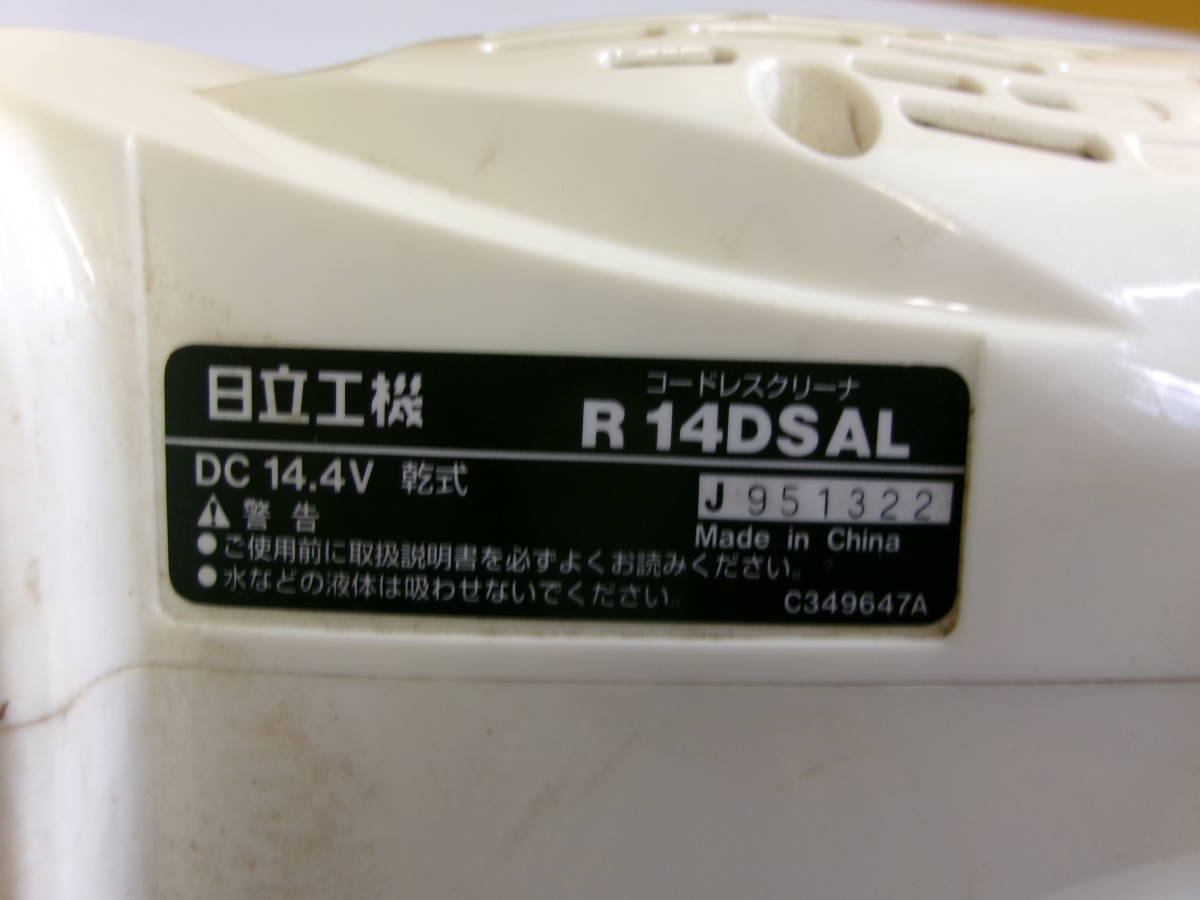 日立工機
コードレスクリーナ
R 14DSAL
DC 14.4V 乾式
J 951322
⚠ 警告
Made in China
●ご使用前に取扱説明書を必ずよくお読みください。
●水などの液体は吸わせないでください。
C349647A